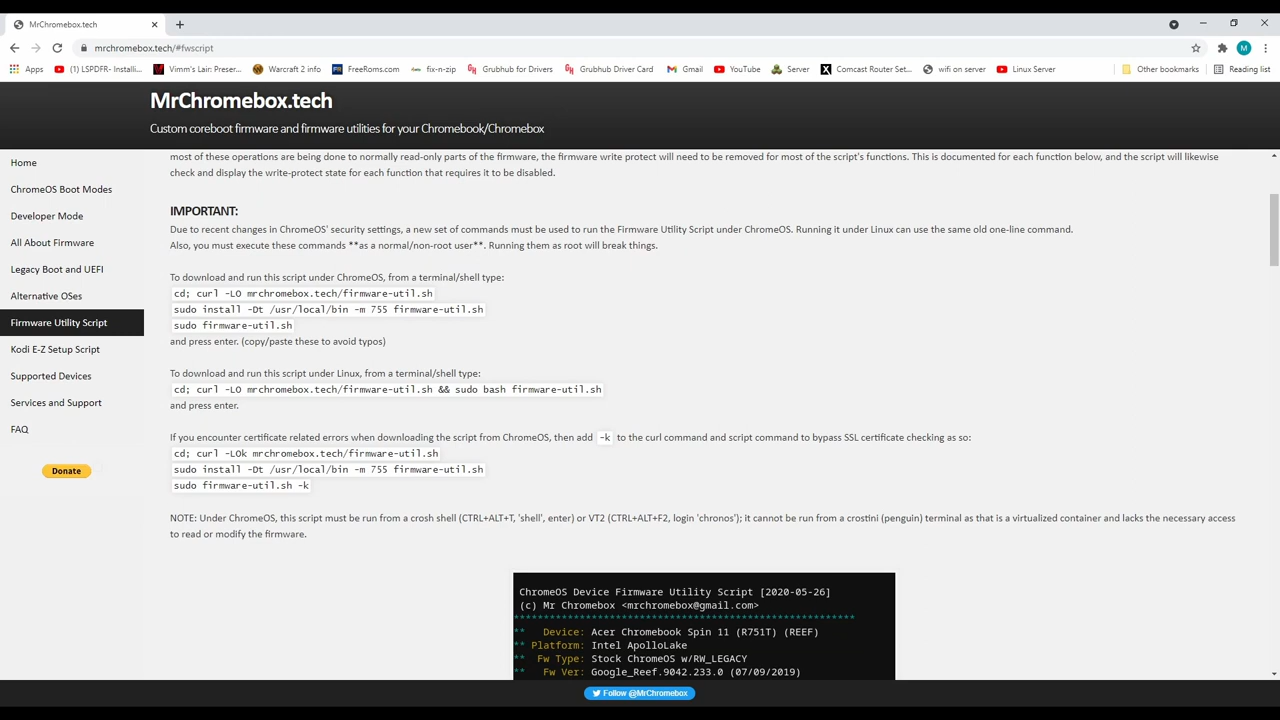 MrChromebox.tech
mrchromebox.tech/#fwscript
M
Apps
(1) LSPDFR- Installi...
Vimm's Lair: Preser...
Warcraft 2 info
FreeRoms.com
fix-n-zip
Grubhub for Drivers
Grubhub Driver Card
Gmail
YouTube
Server
Comcast Router Set...
wifi on server
Linux Server
Other bookmarks
Reading list
MrChromebox.tech
Custom coreboot firmware and firmware utilities for your Chromebook/Chromebox
Home
ChromeOS Boot Modes
Developer Mode
All About Firmware
Legacy Boot and UEFI
Alternative OSes
Firmware Utility Script
Kodi E-Z Setup Script
Supported Devices
Services and Support
FAQ
Donate
most of these operations are being done to normally read-only parts of the firmware, the firmware write protect will need to be removed for most of the script's functions. This is documented for each function below, and the script will likewise
check and display the write-protect state for each function that requires it to be disabled.
IMPORTANT:
Due to recent changes in ChromeOS' security settings, a new set of commands must be used to run the Firmware Utility Script under ChromeOS. Running it under Linux can use the same old one-line command.
Also, you must execute these commands **as a normal/non-root user**. Running them as root will break things.
To download and run this script under ChromeOS, from a terminal/shell type:
cd; curl -LO mrchromebox.tech/firmware-util.sh
sudo install -Dt /usr/local/bin -m 755 firmware-util.sh
sudo firmware-util.sh
and press enter. (copy/paste these to avoid typos)
To download and run this script under Linux, from a terminal/shell type:
cd; curl -LO mrchromebox.tech/firmware-util.sh && sudo bash firmware-util.sh
and press enter.
If you encounter certificate related errors when downloading the script from ChromeOS, then add -k to the curl command and script command to bypass SSL certificate checking as so:
cd; curl -LOk mrchromebox.tech/firmware-util.sh
sudo install -Dt /usr/local/bin -m 755 firmware-util.sh
sudo firmware-util.sh -k
NOTE: Under ChromeOS, this script must be run from a crosh shell (CTRL+ALT+T, 'shell', enter) or VT2 (CTRL+ALT+F2, login 'chronos'); it cannot be run from a crostini (penguin) terminal as that is a virtualized container and lacks the necessary access
to read or modify the firmware.
ChromeOS Device Firmware Utility Script [2020-05-26]
(c) Mr Chromebox <mrchromebox@gmail.com>
*********************************************************
** Device: Acer Chromebook Spin 11 (R751T) (REEF)
** Platform: Intel ApolloLake
** Fw Type: Stock ChromeOS w/RW_LEGACY
** Fw Ver: Google_Reef.9042.233.0 (07/09/2019)
Follow @MrChromebox